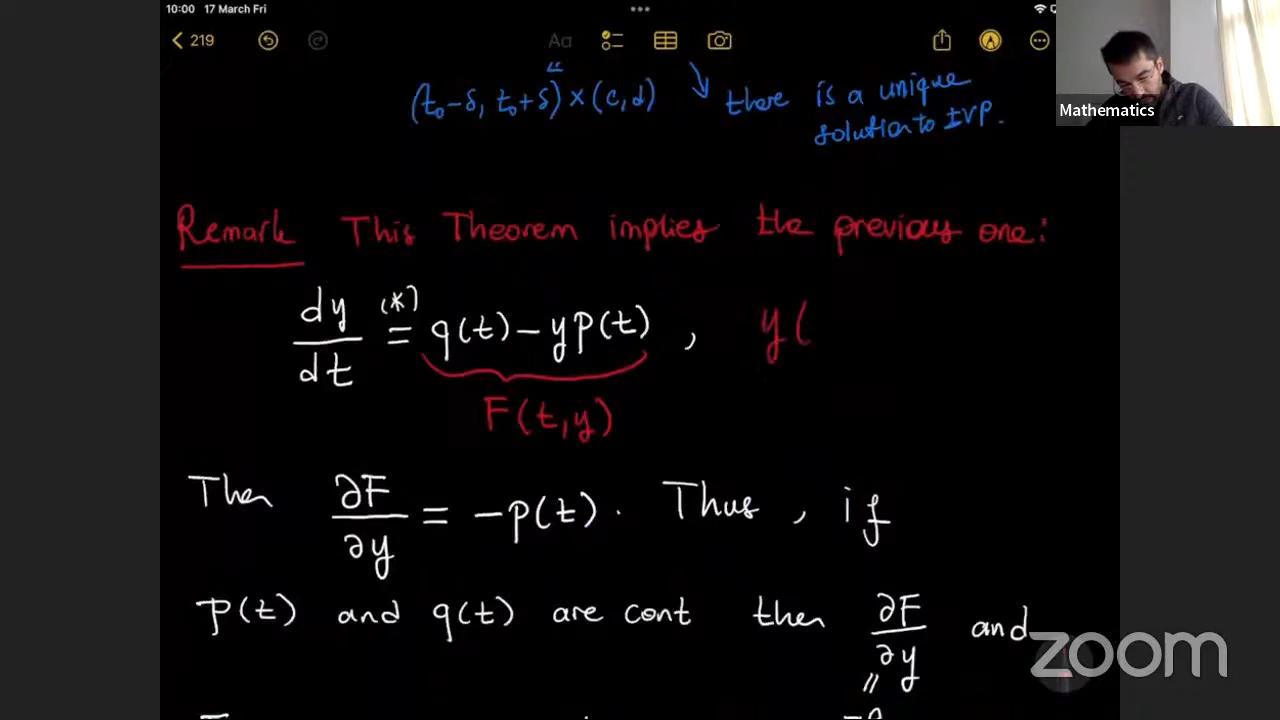 10:00 17 March Fri
219
Aa
Mathematics
(t₀-δ, t₀+δ) × (c,d) ↘ there is a unique
solution to IVP.
Remark This Theorem implies the previous one:
dy/dt (*)= q(t) - yp(t) , y(
F(t,y)
Then ∂F/∂y = -p(t). Thus, if
p(t) and q(t) are cont then ∂F/∂y and
zoom